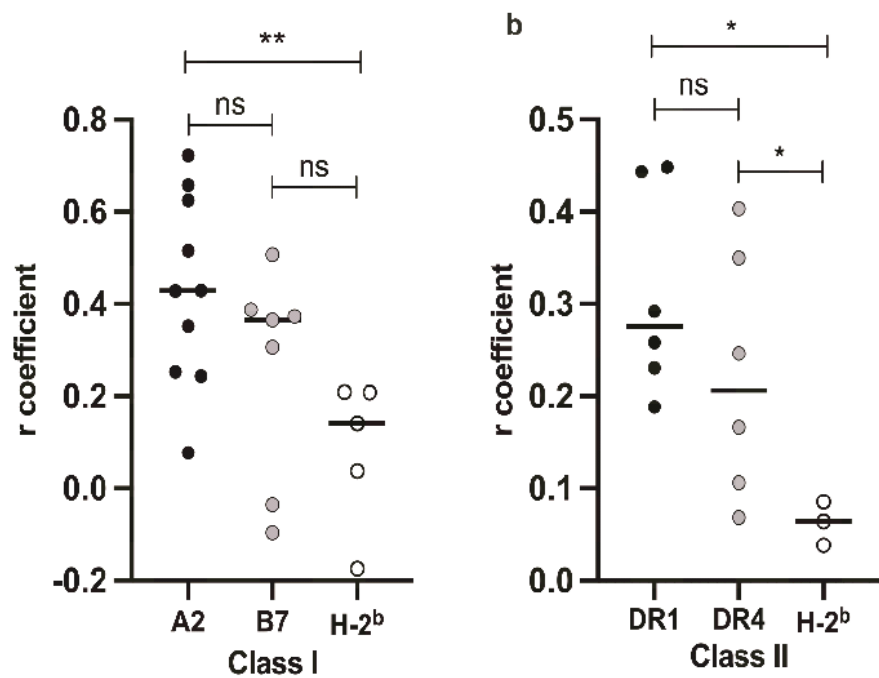 **
ns
ns
0.8
0.6
0.4
0.2
0.0
-0.2
r coefficient
A2 B7 H-2ᵇ
Class I
b
*
ns
*
0.5
0.4
0.3
0.2
0.1
0.0
r coefficient
DR1 DR4 H-2ᵇ
Class II